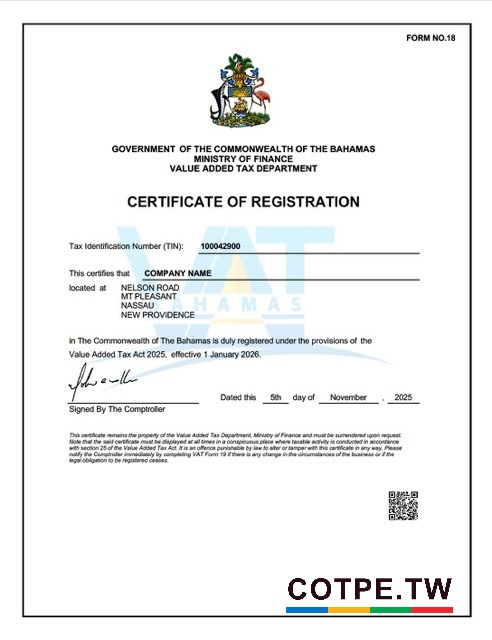 FORM NO.18
GOVERNMENT OF THE COMMONWEALTH OF THE BAHAMAS
MINISTRY OF FINANCE
VALUE ADDED TAX DEPARTMENT
CERTIFICATE OF REGISTRATION
VAT
BAHAMAS
Tax Identification Number (TIN): 100042900
This certifies that COMPANY NAME
located at NELSON ROAD
MT PLEASANT
NASSAU
NEW PROVIDENCE
in The Commonwealth of The Bahamas is duly registered under the provisions of the
Value Added Tax Act 2025, effective 1 January 2026.
Dated this 5th day of November , 2025
Signed By The Comptroller
This certificate remains the property of the Value Added Tax Department, Ministry of Finance and must be surrendered upon request.
Note that the said certificate must be displayed at all times in a conspicuous place where taxable activity is conducted in accordance
with section 25 of the Value Added Tax Act. It is an offence punishable by law to alter or tamper with this certificate in any way. Please
notify the Comptroller immediately by completing VAT Form 19 if there is any change in the circumstances of the business or if the
legal obligation to be registered ceases.
COTPE.TW